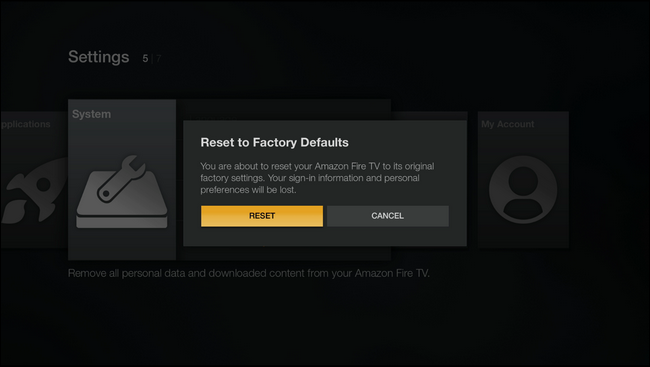 Settings 5 | 7
pplications
System
My Account
Reset to Factory Defaults
You are about to reset your Amazon Fire TV to its original
factory settings. Your sign-in information and personal
preferences will be lost.
RESET
CANCEL
Remove all personal data and downloaded content from your Amazon Fire TV.